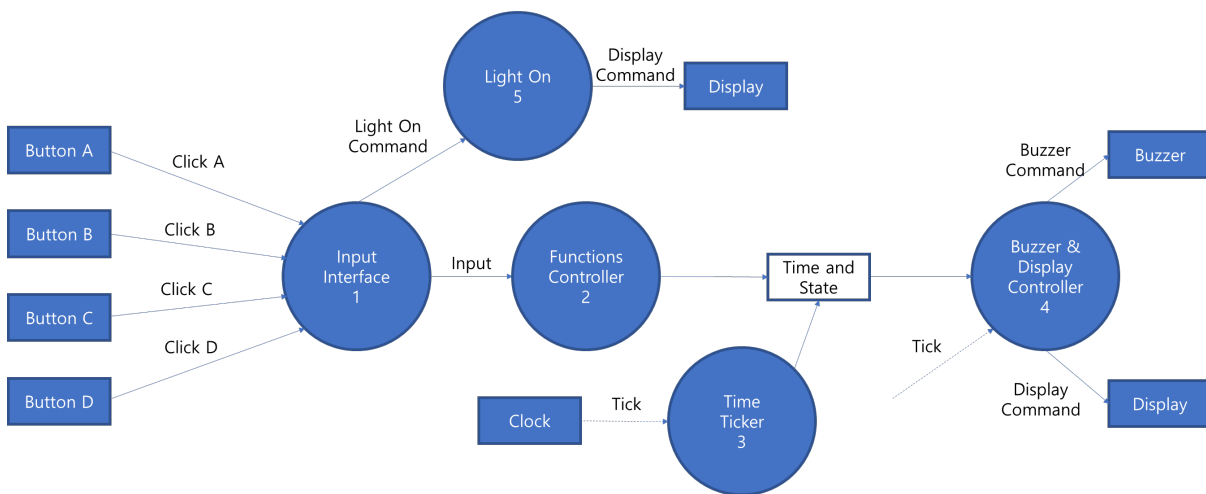 Light On
5
Display
Command
Display
Light On
Command
Button A
Click A
Button B
Click B
Button C
Click C
Button D
Click D
Input
Interface
1
Input
Functions
Controller
2
Time and
State
Clock
Tick
Time
Ticker
3
Tick
Buzzer &
Display
Controller
4
Buzzer
Command
Buzzer
Display
Command
Display